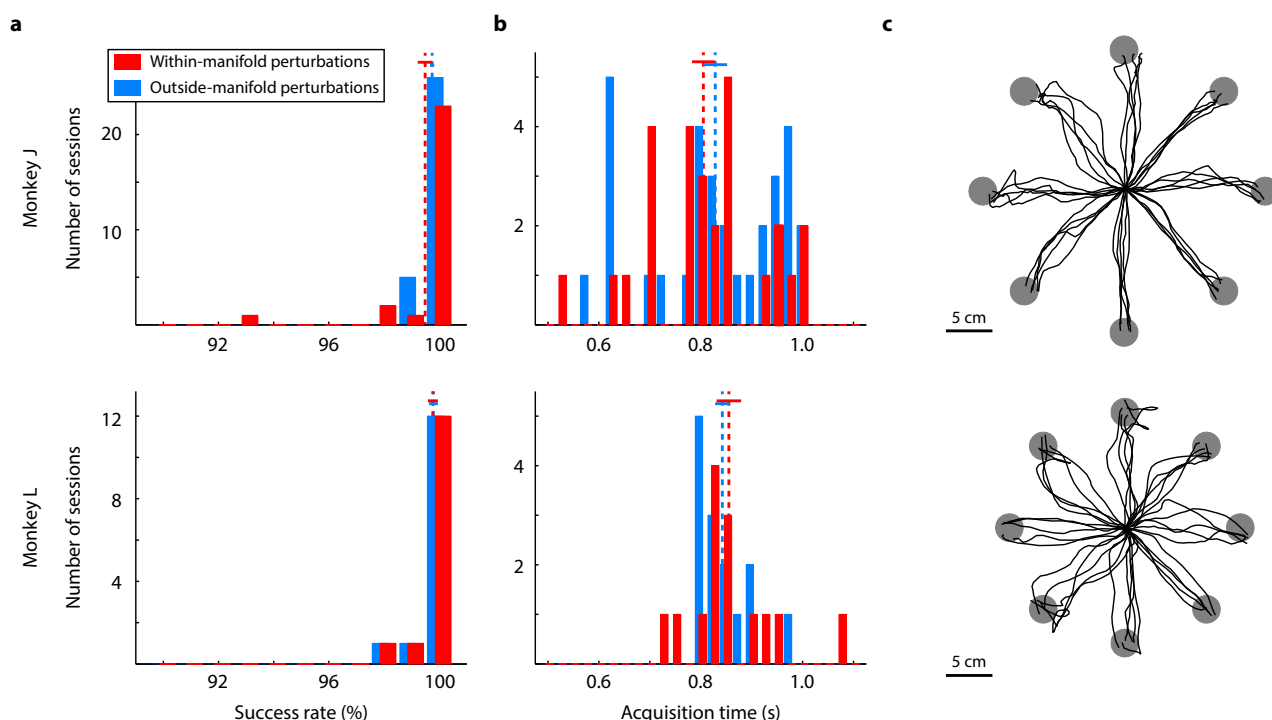 a
b
c
Within-manifold perturbations
Outside-manifold perturbations
Monkey J
Number of sessions
20
10
92
96
100
4
2
0.6
0.8
1.0
5 cm
Monkey L
Number of sessions
12
8
4
92
96
100
Success rate (%)
4
2
0.6
0.8
1.0
Acquisition time (s)
5 cm